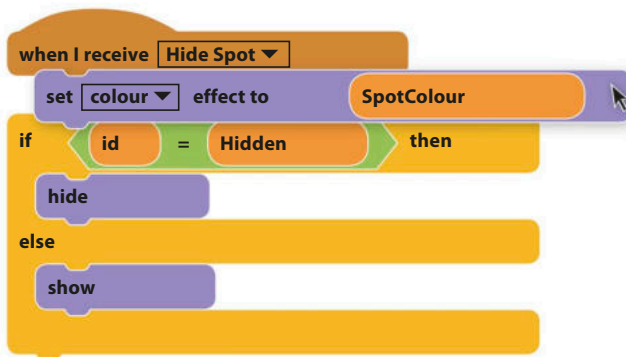 when I receive Hide Spot
set colour effect to SpotColour
if id = Hidden then
hide
else
show